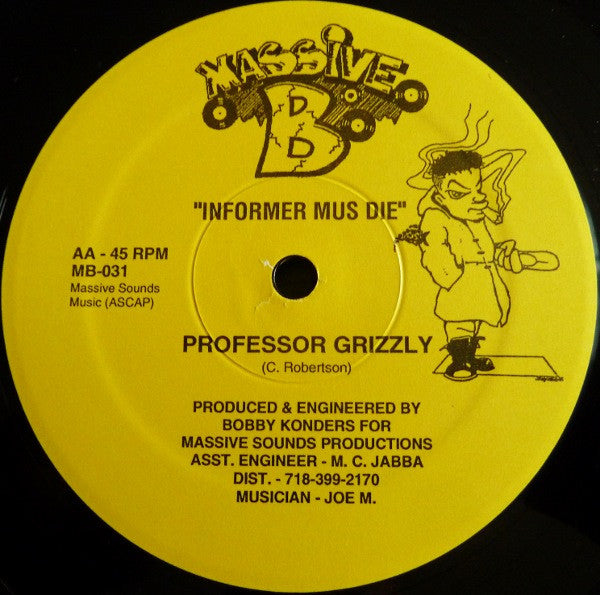 MASSIVE
B
"INFORMER MUS DIE"
AA - 45 RPM
MB-031
Massive Sounds
Music (ASCAP)
PROFESSOR GRIZZLY
(C. Robertson)
PRODUCED & ENGINEERED BY
BOBBY KONDERS FOR
MASSIVE SOUNDS PRODUCTIONS
ASST. ENGINEER - M. C. JABBA
DIST. - 718-399-2170
MUSICIAN - JOE M.